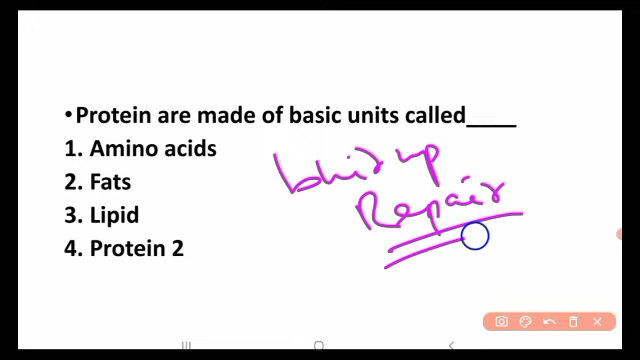 •Protein are made of basic units called____
1. Amino acids
2. Fats
3. Lipid
4. Protein 2
up
Repair